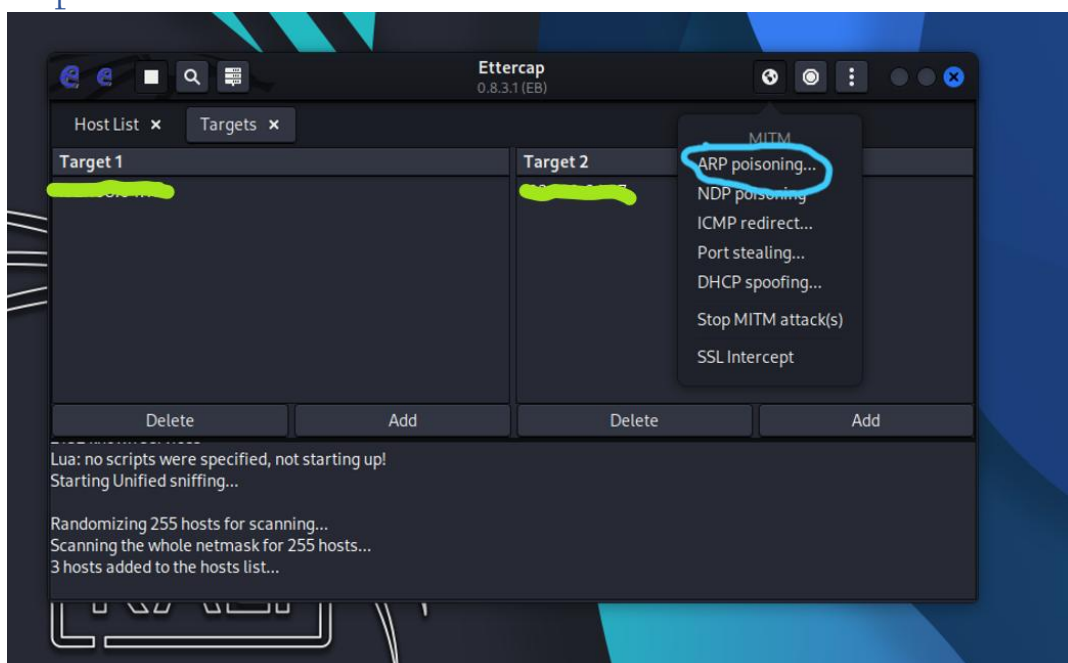 Ettercap
0.8.3.1 (EB)
Host List ×
Targets ×
MITM
Target 1
Target 2
ARP poisoning...
NDP poisoning
ICMP redirect...
Port stealing...
DHCP spoofing...
Stop MITM attack(s)
SSL Intercept
Delete
Add
Delete
Add
Lua: no scripts were specified, not starting up!
Starting Unified sniffing...
Randomizing 255 hosts for scanning...
Scanning the whole netmask for 255 hosts...
3 hosts added to the hosts list...